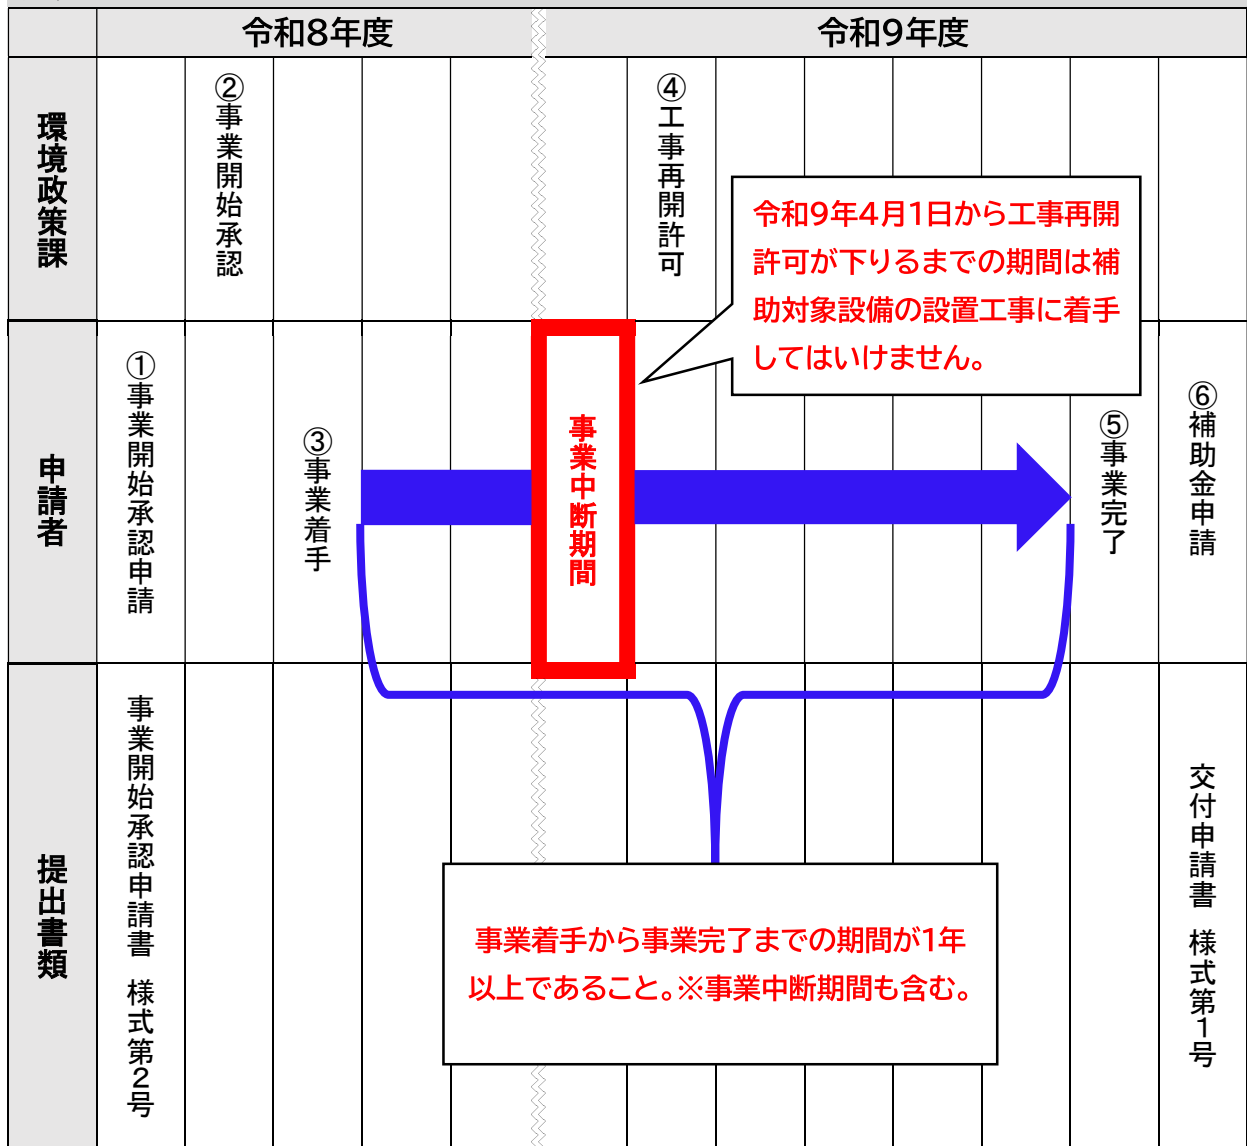 令和8年度
令和9年度
環境政策課
②事業開始承認
④工事再開許可
令和9年4月1日から工事再開
許可が下りるまでの期間は補
助対象設備の設置工事に着手
してはいけません。
申請者
①事業開始承認申請
③事業着手
事業中断期間
⑤事業完了
⑥補助金申請
提出書類
事業開始承認申請書 様式第2号
事業着手から事業完了までの期間が1年
以上であること。※事業中断期間も含む。
交付申請書 様式第1号